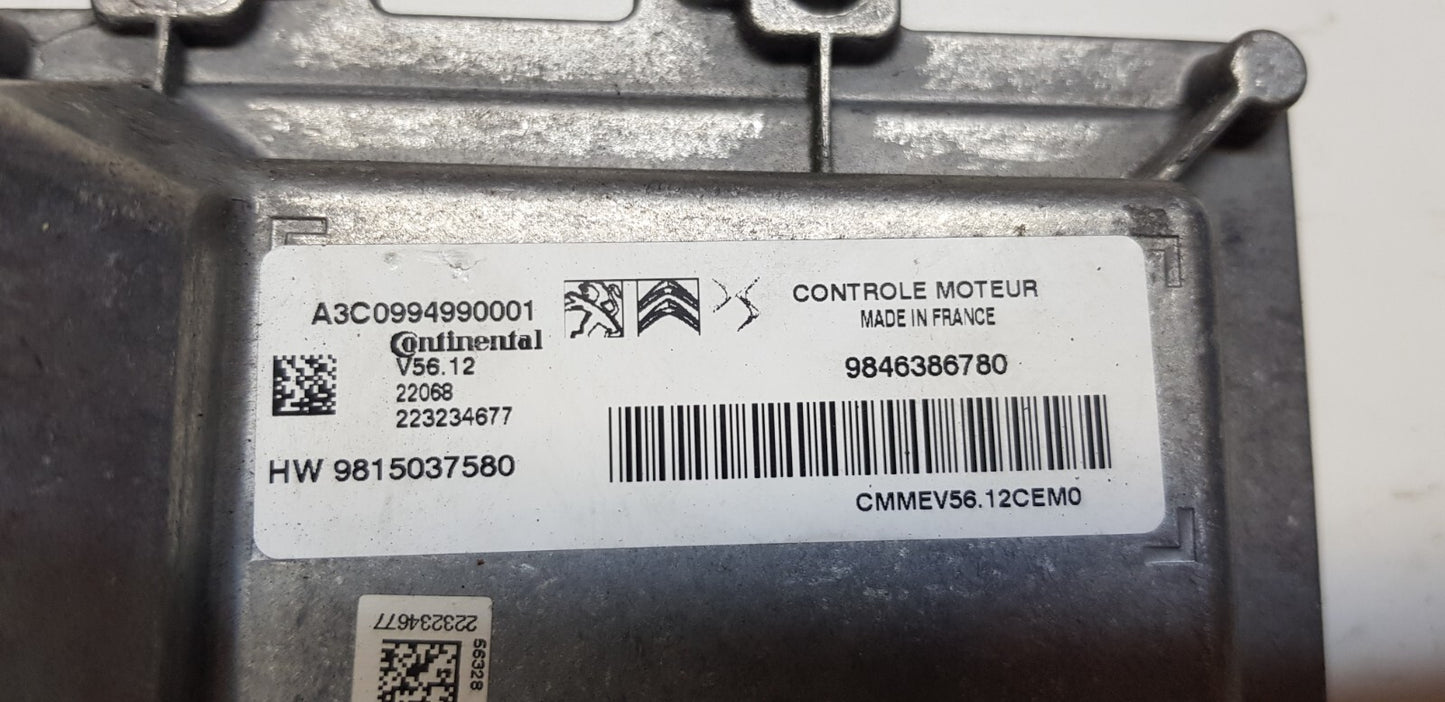 A3C0994990001
Continental
V56.12
22068
223234677
HW 9815037580
CONTROLE MOTEUR
MADE IN FRANCE
9846386780
CMMEV56.12CEM0
223234677
56328